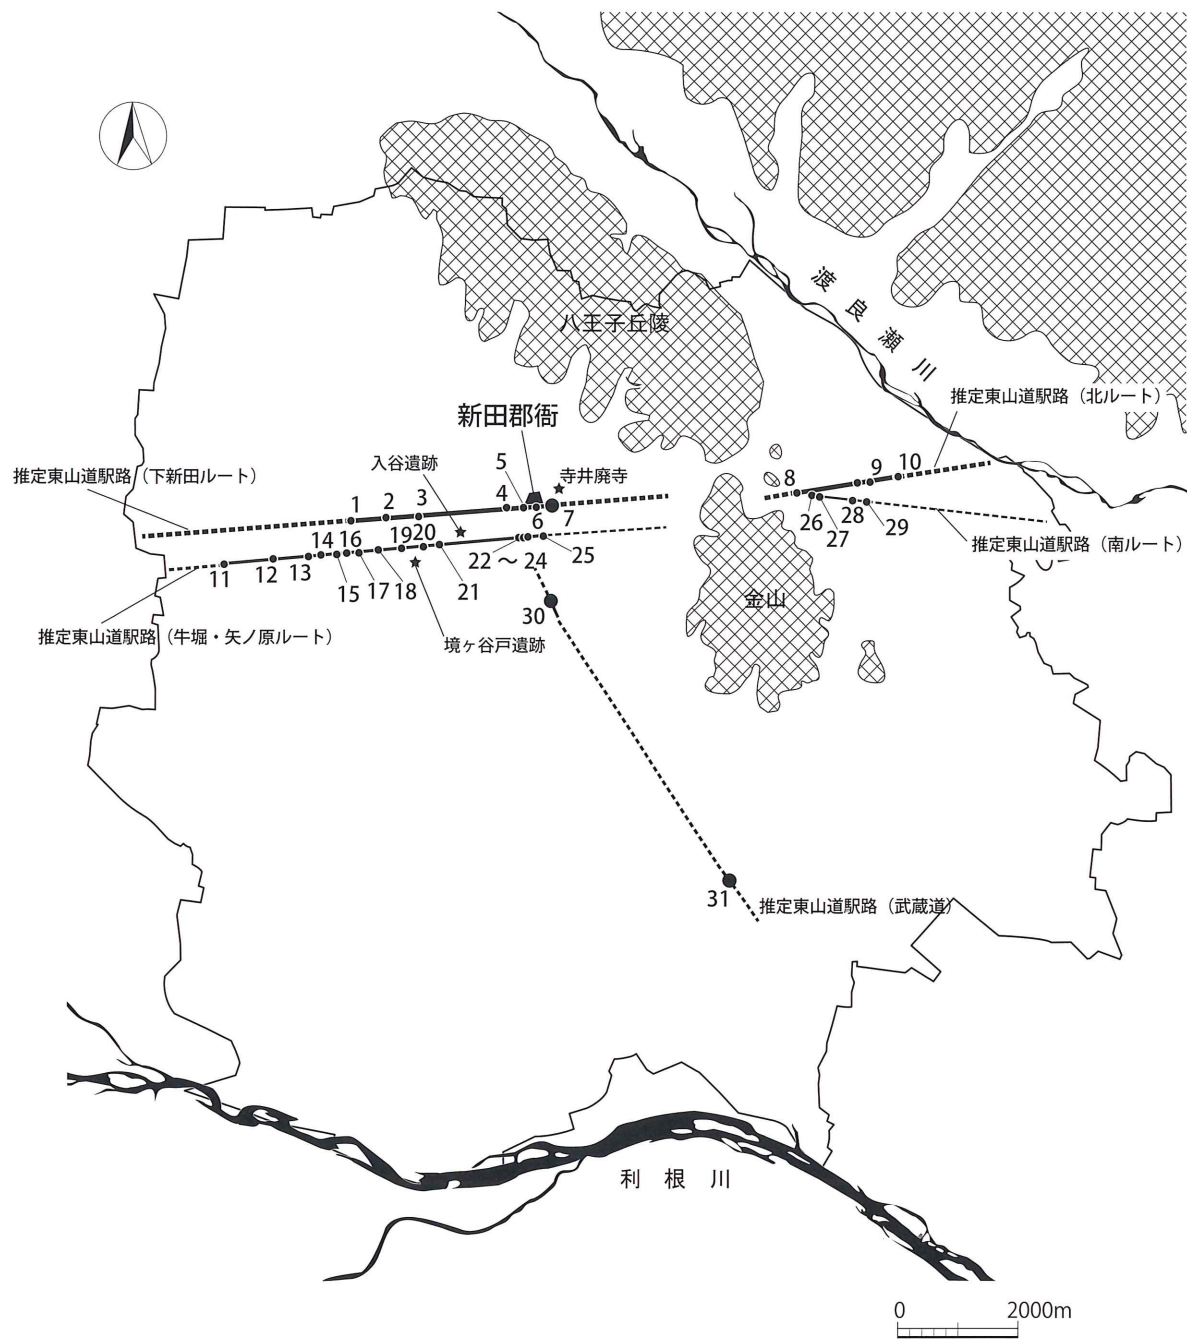 渡良瀬川
八王子丘陵
推定東山道駅路（北ルート）
新田郡衙
入谷遺跡
寺井廃寺
推定東山道駅路（下新田ルート）
1
2
3
4
5
6
7
8
9
10
11
12
13
14
15
16
17
18
19
20
21
22
～
24
25
26
27
28
29
推定東山道駅路（南ルート）
金山
30
境ヶ谷戸遺跡
推定東山道駅路（牛堀・矢ノ原ルート）
31
推定東山道駅路（武蔵道）
利根川
0
2000m